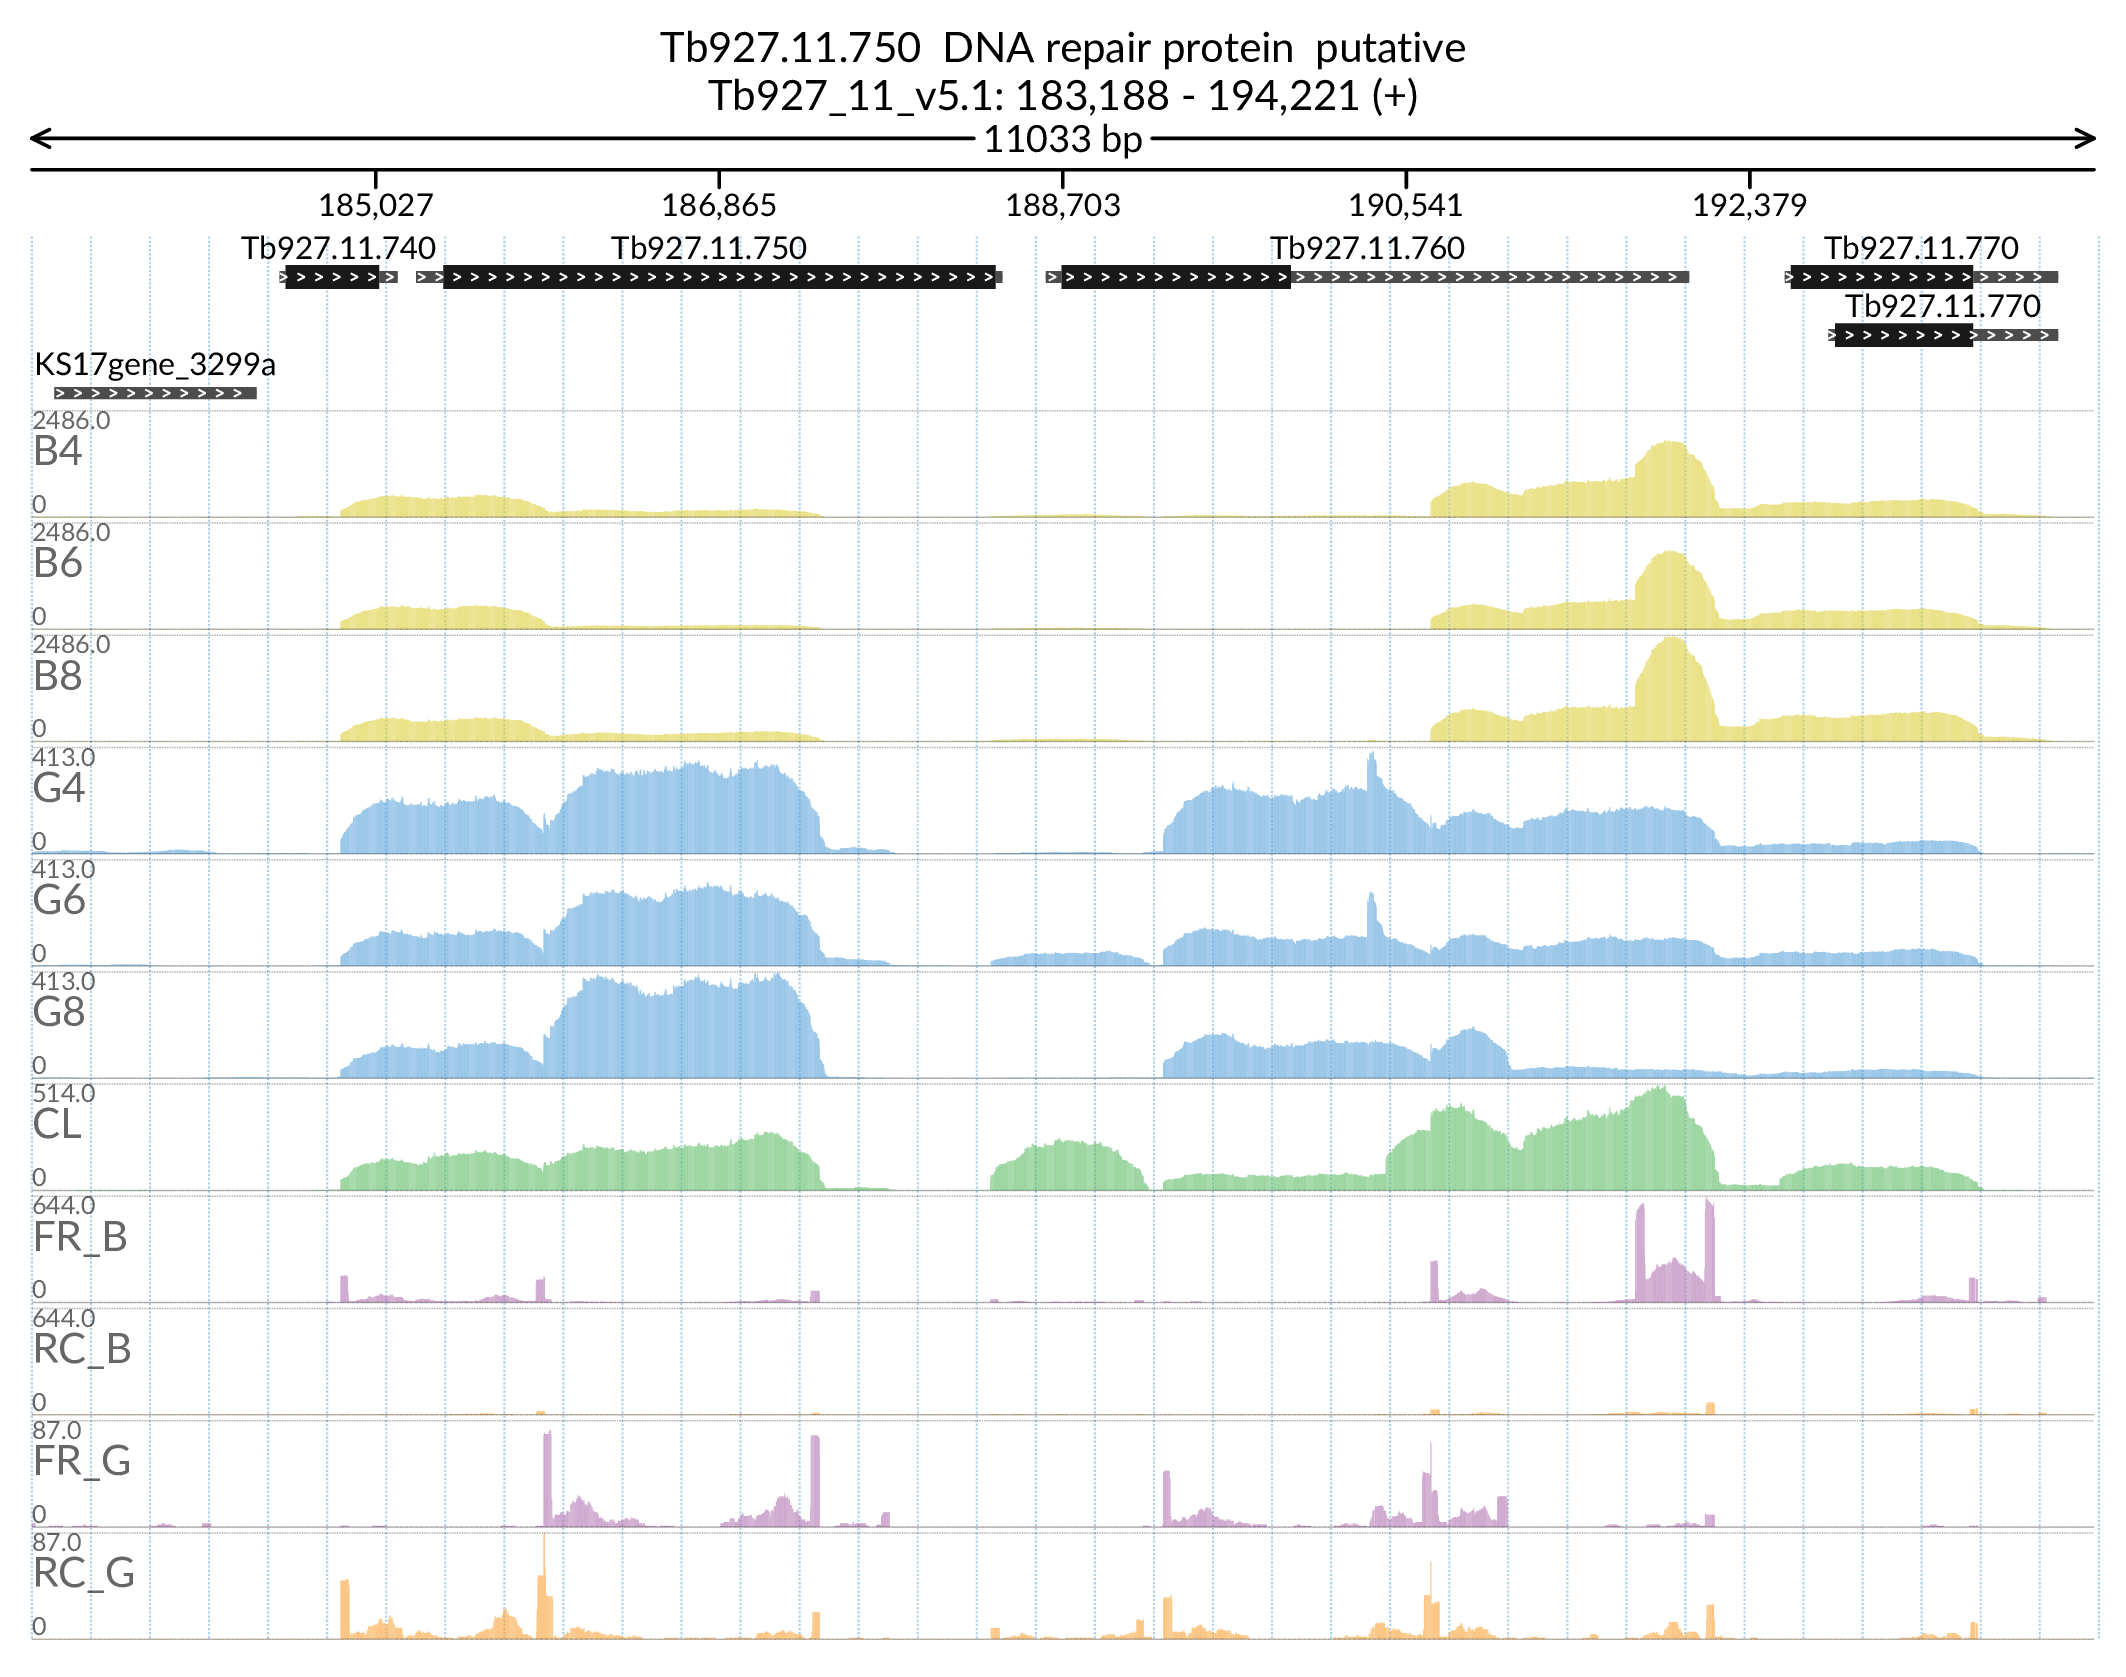 Tb927.11.750 DNA repair protein putative
Tb927_11_v5.1: 183,188 - 194,221 (+)
11033 bp
185,027 186,865 188,703 190,541 192,379
Tb927.11.740 Tb927.11.750 Tb927.11.760 Tb927.11.770
Tb927.11.770
KS17gene_3299a
2486.0
B4
0
2486.0
B6
0
2486.0
B8
0
413.0
G4
0
413.0
G6
0
413.0
G8
0
514.0
CL
0
644.0
FR_B
0
644.0
RC_B
0
87.0
FR_G
0
87.0
RC_G
0